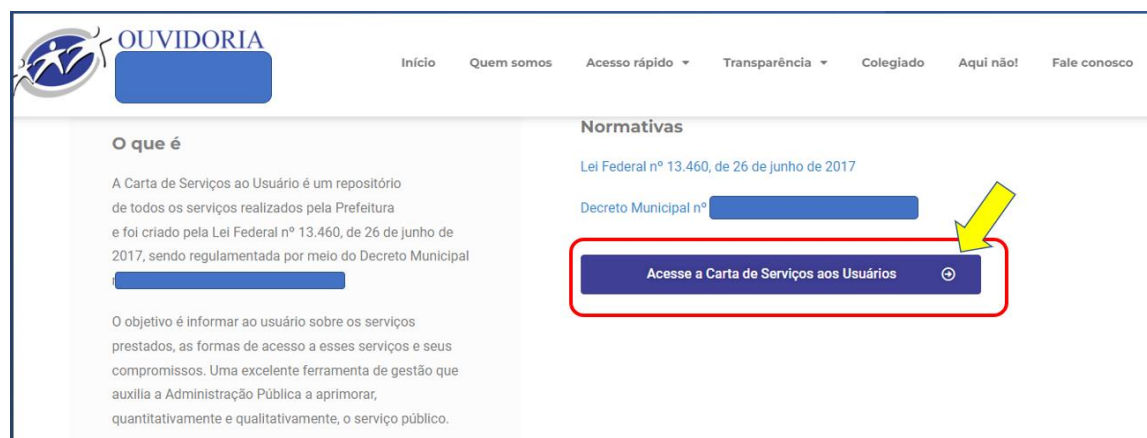 OUVIDORIA
Início Quem somos Acesso rápido Transparência Colegiado Aqui não! Fale conosco
O que é
A Carta de Serviços ao Usuário é um repositório
de todos os serviços realizados pela Prefeitura
e foi criado pela Lei Federal nº 13.460, de 26 de junho de
2017, sendo regulamentada por meio do Decreto Municipal
O objetivo é informar ao usuário sobre os serviços
prestados, as formas de acesso a esses serviços e seus
compromissos. Uma excelente ferramenta de gestão que
auxilia a Administração Pública a aprimorar,
quantitativamente e qualitativamente, o serviço público.
Normativas
Lei Federal nº 13.460, de 26 de junho de 2017
Decreto Municipal nº
Acesse a Carta de Serviços aos Usuários